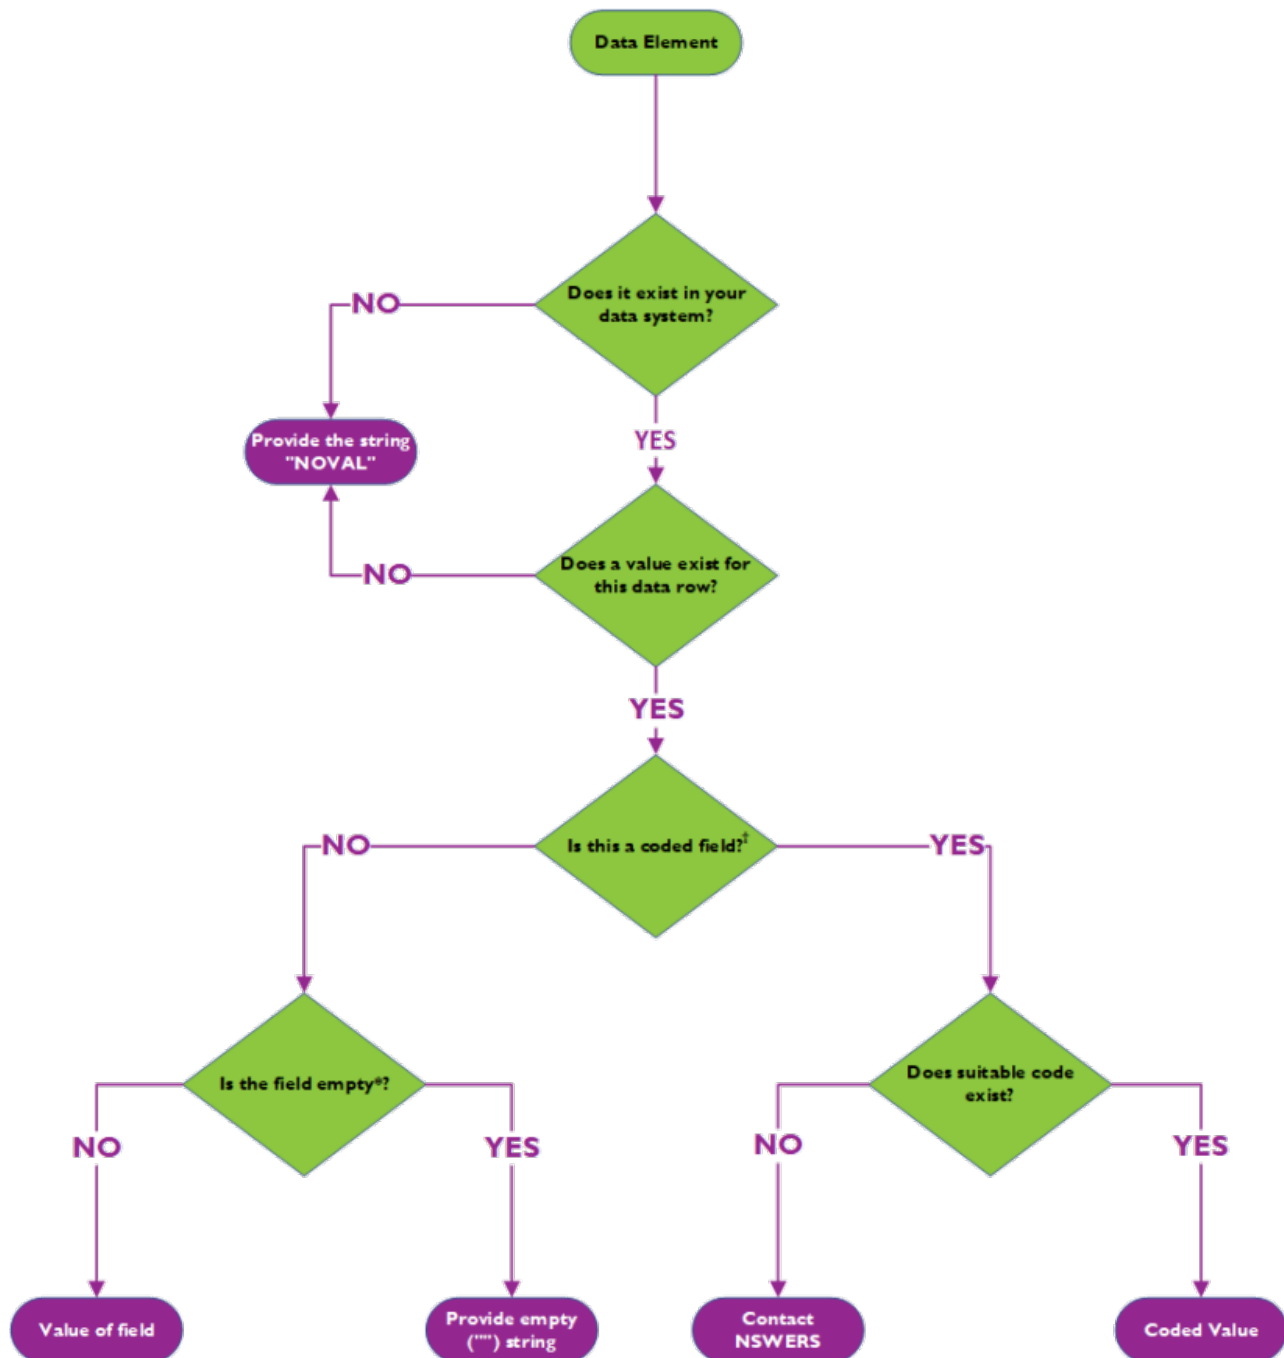 Data Element
Does it exist in your
data system?
NO
YES
Provide the string
"NOVAL"
Does a value exist for
this data row?
NO
YES
Is this a coded field?‡
NO
YES
Is the field empty*?
Does suitable code
exist?
NO
YES
NO
YES
Value of field
Provide empty
("") string
Contact
NSWERS
Coded Value